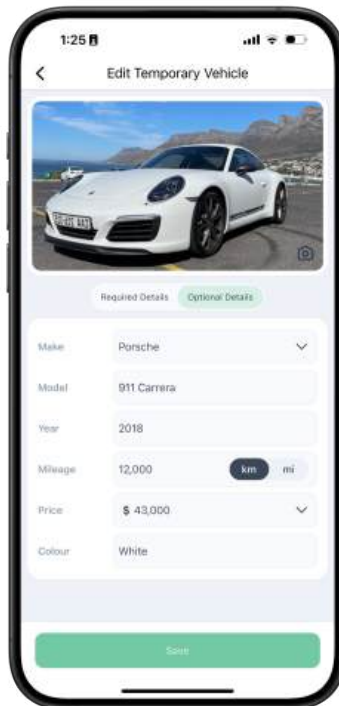 1:25
Edit Temporary Vehicle
Required Details Optional Details
Make Porsche
Model 911 Carrera
Year 2018
Mileage 12,000 km mi
Price $ 43,000
Colour White
Save